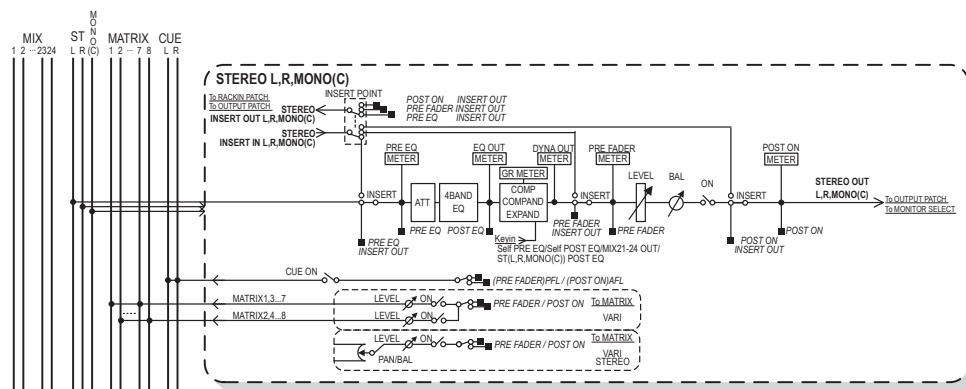 MIX
1 2 ··· 2324
ST
L R
MONO
(C)
MATRIX
1 2 ··· 7 8
CUE
L R
STEREO L,R,MONO(C)
To RACKIN PATCH
To OUTPUT PATCH
STEREO
INSERT OUT L,R,MONO(C)
STEREO
INSERT IN L,R,MONO(C)
INSERT POINT
POST ON INSERT OUT
PRE FADER INSERT OUT
PRE EQ INSERT OUT
PRE EQ
METER
EQ OUT
METER
DYNA OUT
METER
PRE FADER
METER
POST ON
METER
GR METER
LEVEL
BAL
ON
INSERT
ATT
4BAND
EQ
COMP
COMPAND
EXPAND
INSERT
INSERT
STEREO OUT
L,R,MONO(C)
To OUTPUT PATCH
To MONITOR SELECT
PRE EQ
INSERT OUT
PRE EQ
POST EQ
PRE FADER
INSERT OUT
PRE FADER
POST ON
INSERT OUT
POST ON
Keyin
Self PRE EQ/Self POST EQ/MIX21-24 OUT/
ST(L,R,MONO(C)) POST EQ
CUE ON
(PRE FADER)PFL / (POST ON)AFL
MATRIX1,3...7
LEVEL
ON
PRE FADER / POST ON
To MATRIX
MATRIX2,4...8
LEVEL
ON
VARI
LEVEL
ON
PRE FADER / POST ON
To MATRIX
PAN/BAL
VARI
STEREO